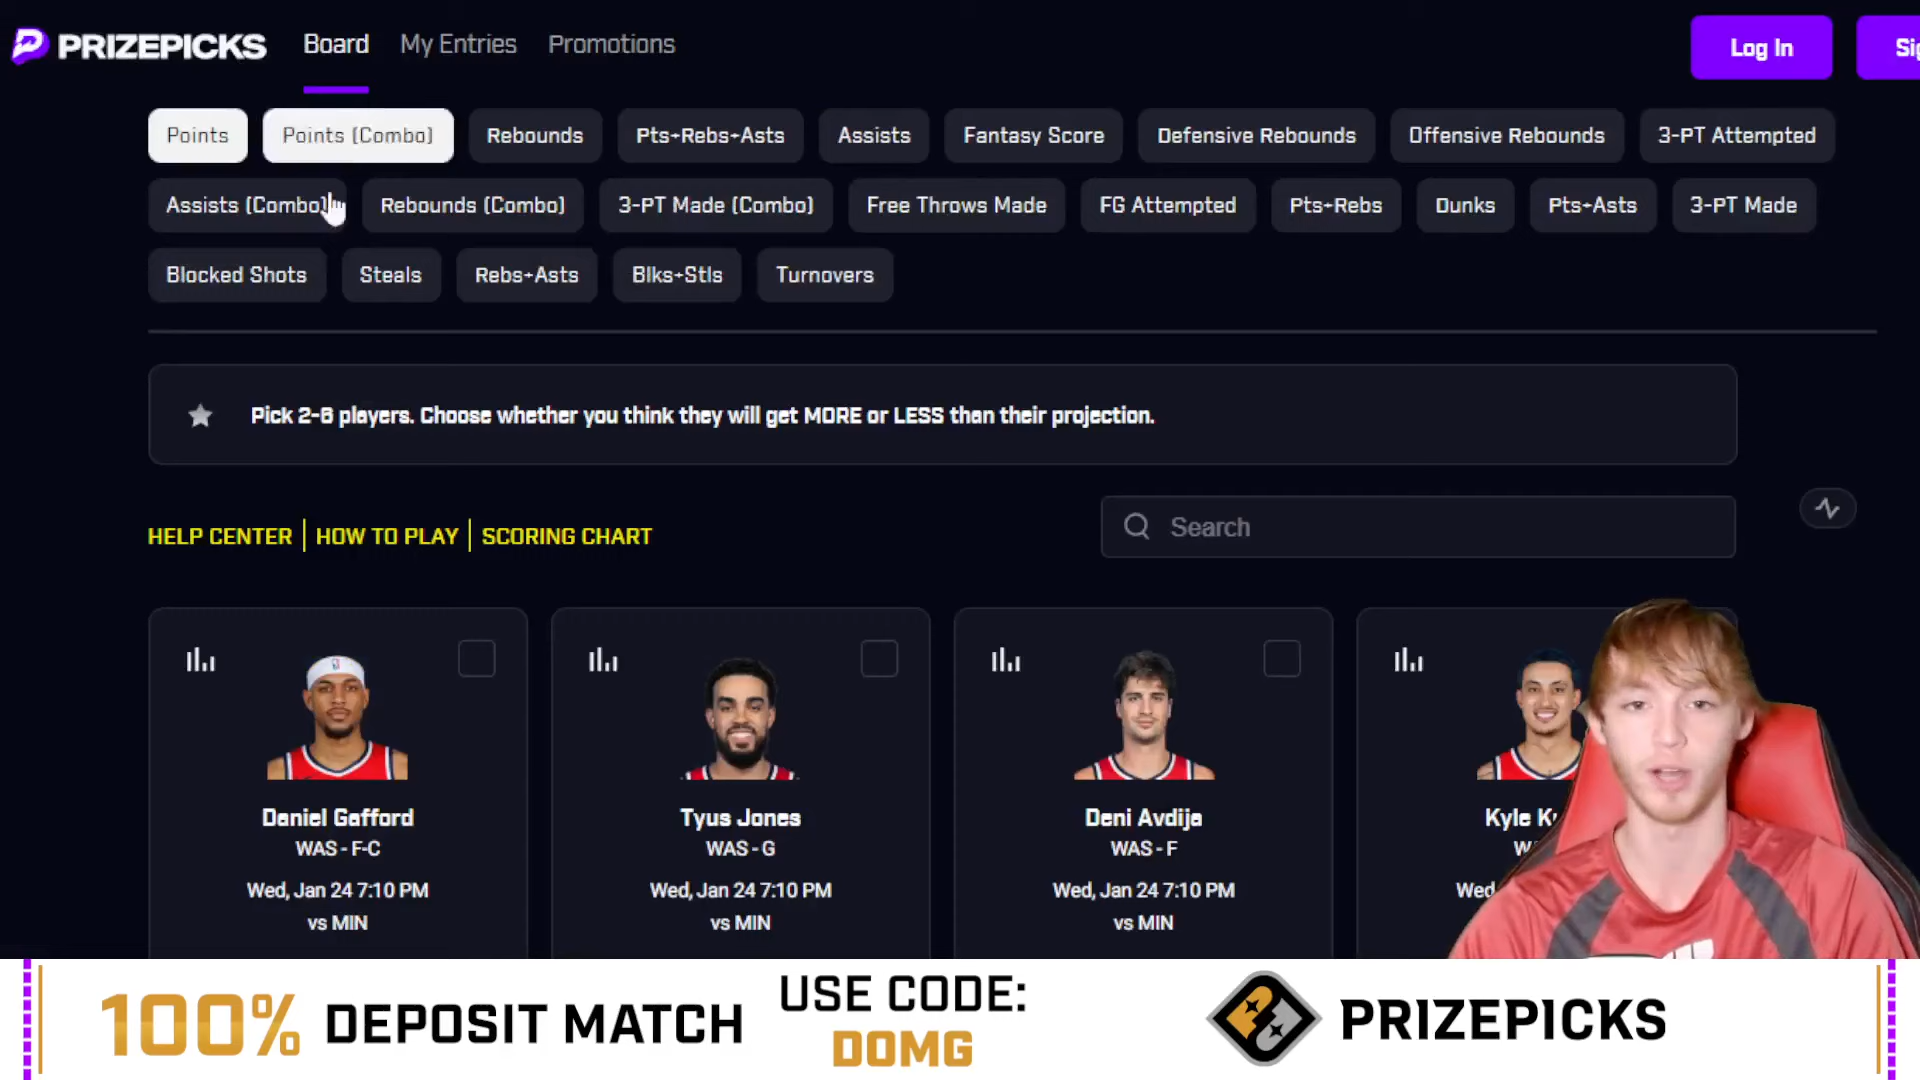 PRIZEPICKS Board My Entries Promotions Log In
Points Points (Combo) Rebounds Pts+Rebs+Asts Assists Fantasy Score Defensive Rebounds Offensive Rebounds 3-PT Attempted
Assists (Combo) Rebounds (Combo) 3-PT Made (Combo) Free Throws Made FG Attempted Pts+Rebs Dunks Pts+Asts 3-PT Made
Blocked Shots Steals Rebs+Asts Blks+Stls Turnovers
Pick 2-6 players. Choose whether you think they will get MORE or LESS than their projection.
HELP CENTER HOW TO PLAY SCORING CHART Search
Daniel Gafford
WAS - F-C
Wed, Jan 24 7:10 PM
vs MIN
Tyus Jones
WAS - G
Wed, Jan 24 7:10 PM
vs MIN
Deni Avdija
WAS - F
Wed, Jan 24 7:10 PM
vs MIN
Kyle
Wed,
100% DEPOSIT MATCH
USE CODE:
DOMG
PRIZEPICKS